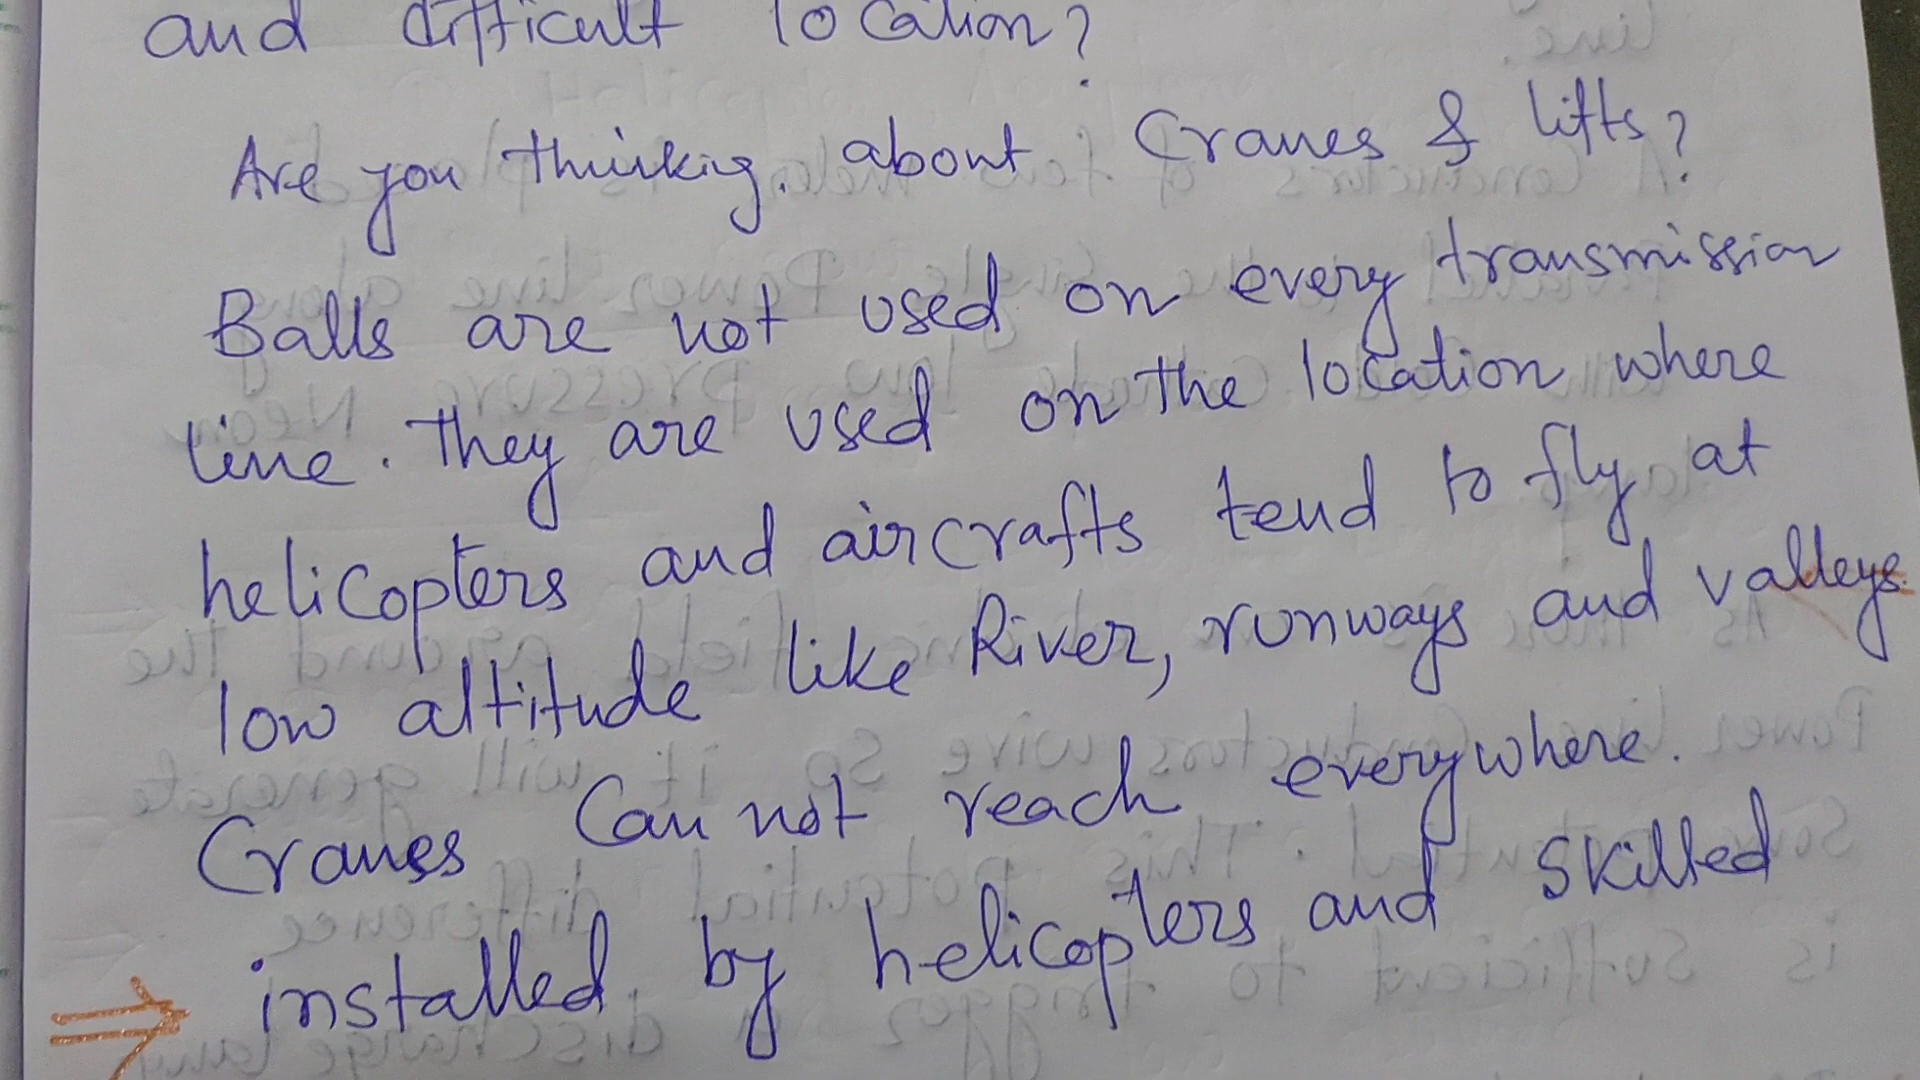 and difficult location?
Are you thinking about Cranes & lifts?
Balls are not used on every transmission
line. They are used on the location where
helicopters and aircrafts tend to fly at
low altitude like River, runways and valleys.
Cranes Can not reach everywhere.
installed by helicopters and skilled